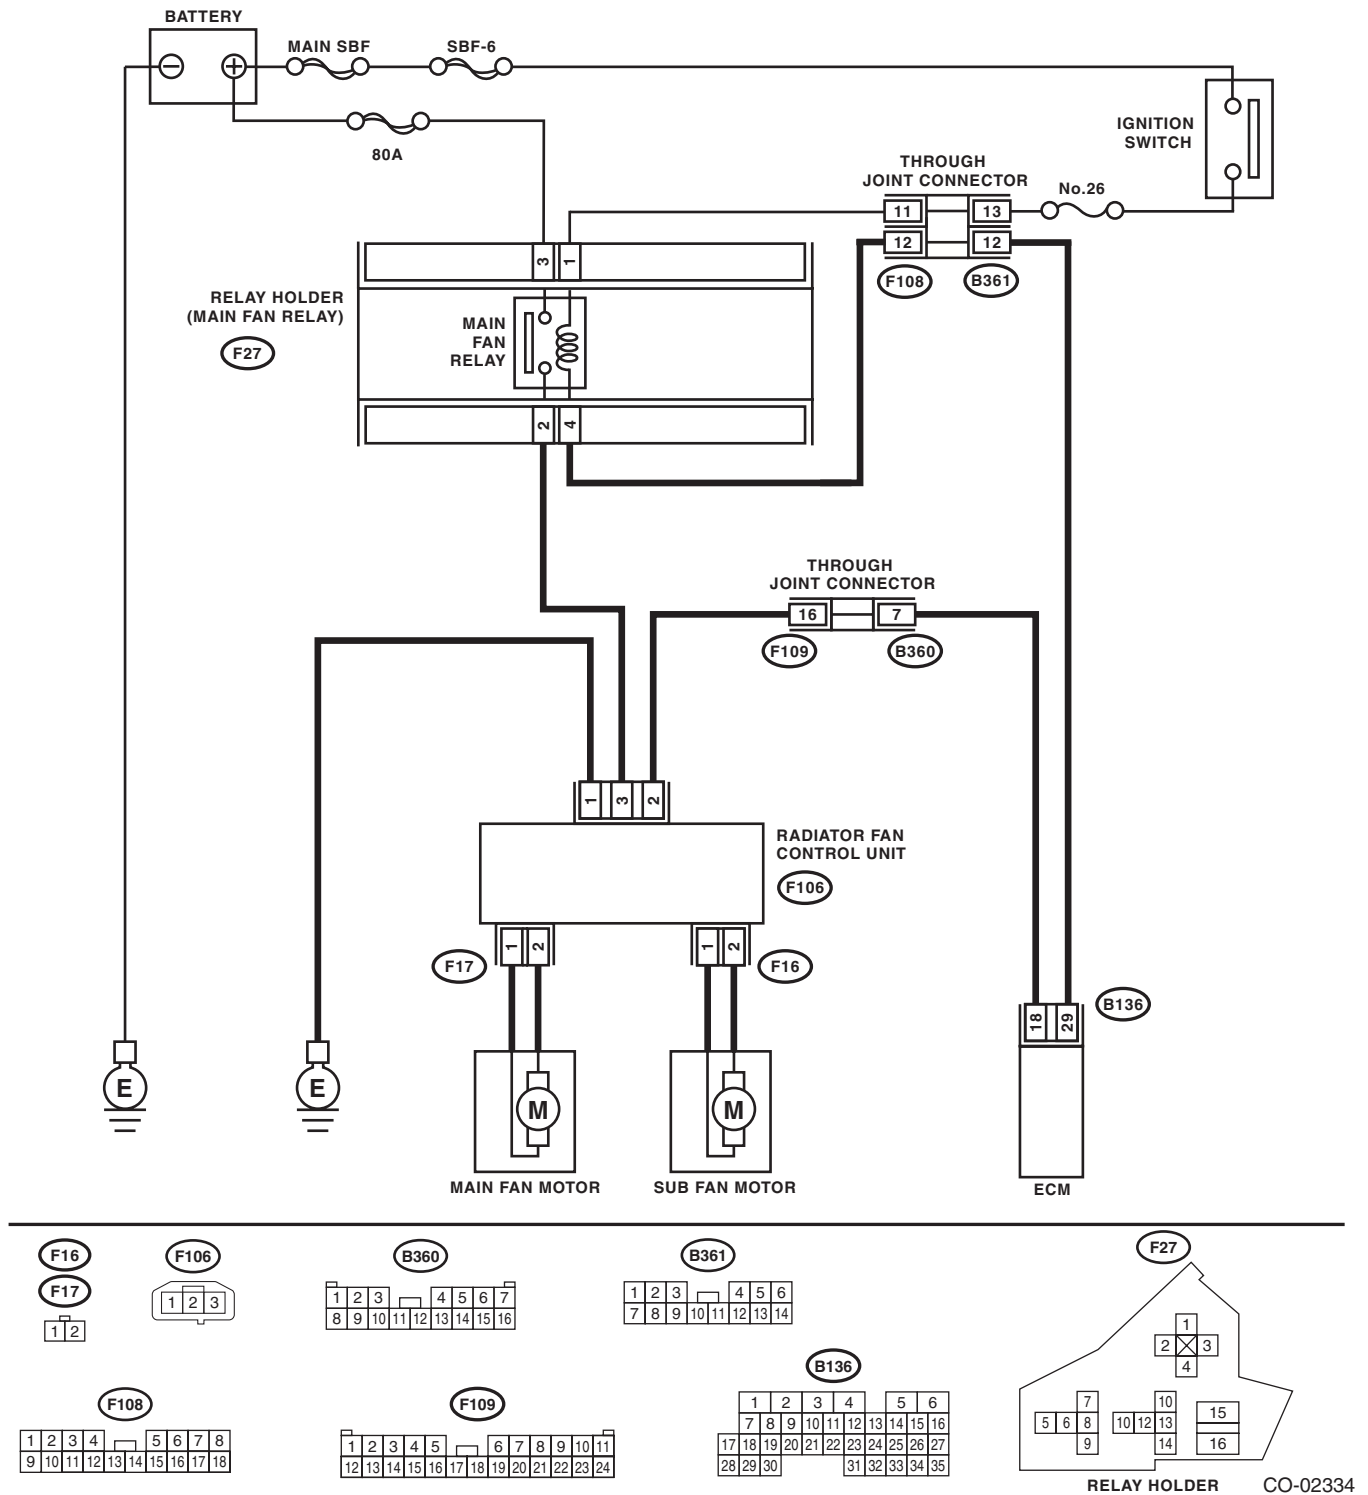 BATTERY
MAIN SBF
SBF-6
80A
IGNITION
SWITCH
THROUGH
JOINT CONNECTOR
No.26
11 13
12 12
F108 B361
3 1
RELAY HOLDER
(MAIN FAN RELAY)
F27
MAIN
FAN
RELAY
2 4
THROUGH
JOINT CONNECTOR
16 7
F109 B360
1 3 2
RADIATOR FAN
CONTROL UNIT
F106
1 2
F17
1 2
F16
B136
18 29
E
E
M
M
MAIN FAN MOTOR
SUB FAN MOTOR
ECM
F16
F17
1 2
F106
1 2 3
B360
1 2 3 4 5 6 7
8 9 10 11 12 13 14 15 16
B361
1 2 3 4 5 6
7 8 9 10 11 12 13 14
F27
1
2 3
4
7
5 6 8
9
10
10 12 13
14
15
16
RELAY HOLDER
F108
1 2 3 4 5 6 7 8
9 10 11 12 13 14 15 16 17 18
F109
1 2 3 4 5 6 7 8 9 10 11
12 13 14 15 16 17 18 19 20 21 22 23 24
B136
1 2 3 4 5 6
7 8 9 10 11 12 13 14 15 16
17 18 19 20 21 22 23 24 25 26 27
28 29 30 31 32 33 34 35
CO-02334